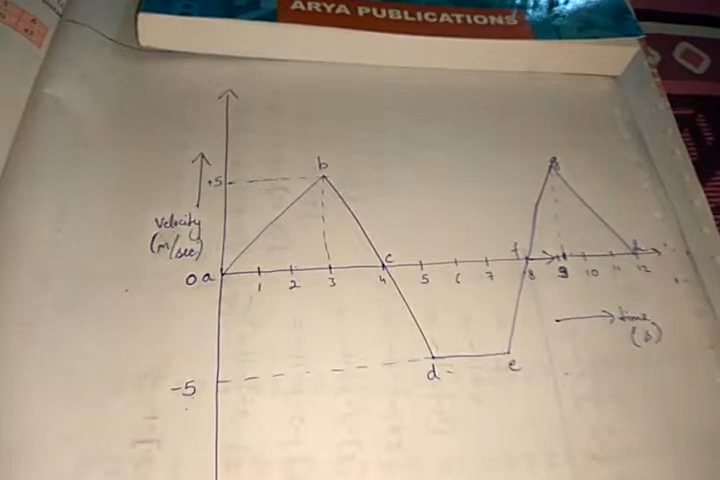 ARYA PUBLICATIONS
b
+5
g
Velocity
(m/sec)
c
f
h
0 a
1 2 3 4 5 6 7 8 9 10 11 12
time
(s)
d
e
-5